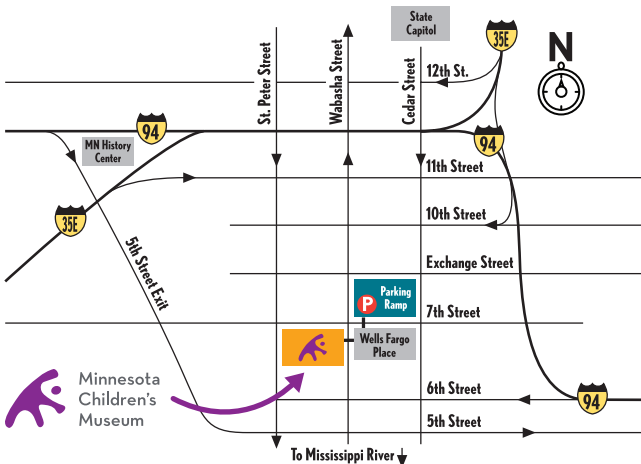 State
Capitol
35E
N
St. Peter Street
Wabasha Street
Cedar Street
12th St.
94
MN History
Center
94
11th Street
35E
10th Street
5th Street Exit
Exchange Street
P
Parking
Ramp
7th Street
Wells Fargo
Place
Minnesota
Children's
Museum
6th Street
94
5th Street
To Mississippi River